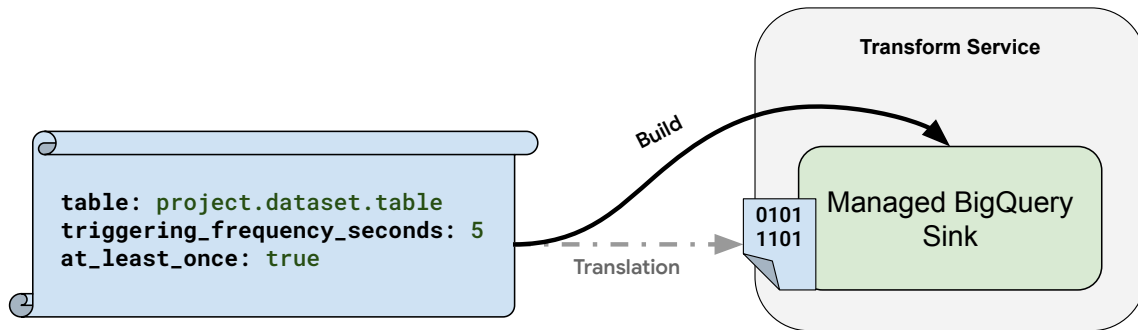 Transform Service
Build
table: project.dataset.table
triggering_frequency_seconds: 5
at_least_once: true
Translation
0101
1101
Managed BigQuery
Sink